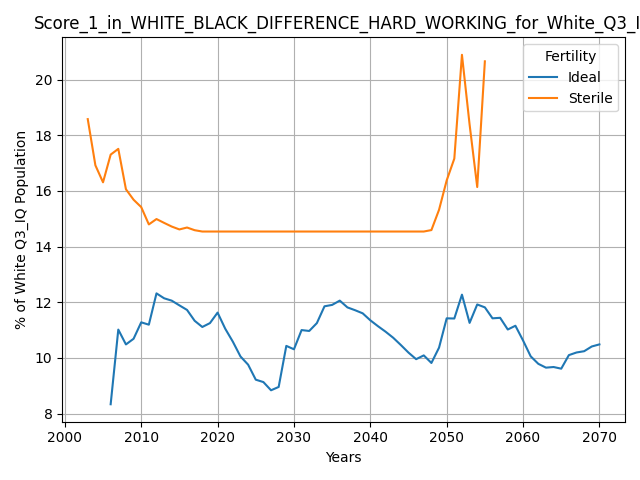 Score_1_in_WHITE_BLACK_DIFFERENCE_HARD_WORKING_for_White_Q3_I
Fertility
Ideal
Sterile
% of White Q3_IQ Population
20
18
16
14
12
10
8
2000 2010 2020 2030 2040 2050 2060 2070
Years